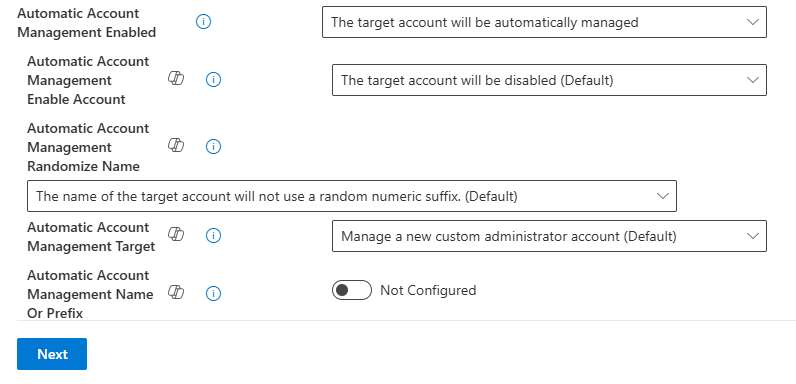 Automatic Account
Management Enabled
The target account will be automatically managed
Automatic Account
Management
Enable Account
The target account will be disabled (Default)
Automatic Account
Management
Randomize Name
The name of the target account will not use a random numeric suffix. (Default)
Automatic Account
Management Target
Manage a new custom administrator account (Default)
Automatic Account
Management Name
Or Prefix
Not Configured
Next